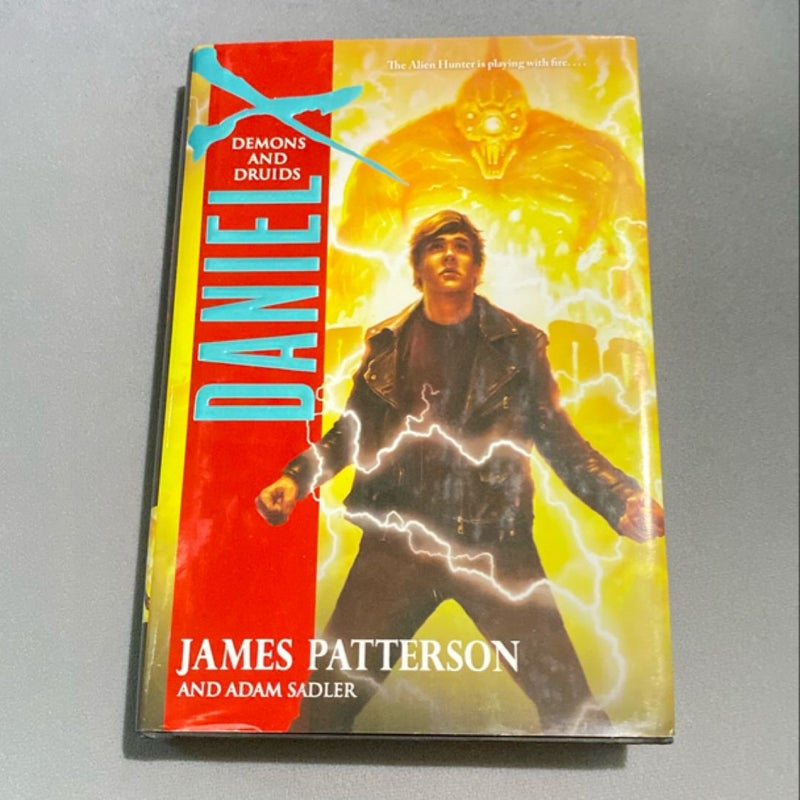 The Alien Hunter is playing with fire....
DANIEL X
DEMONS
AND
DRUIDS
JAMES PATTERSON
AND ADAM SADLER